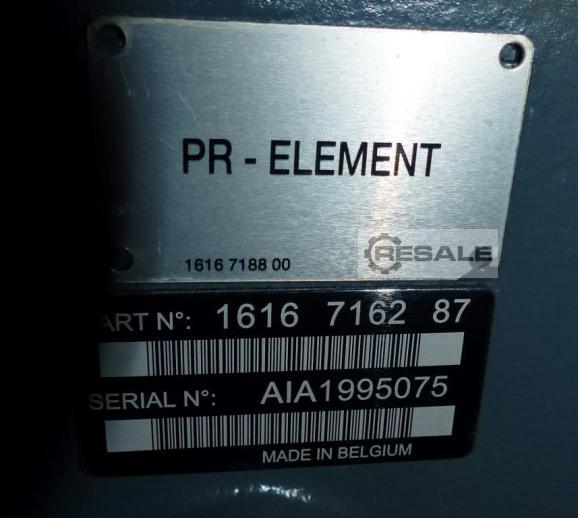 PR - ELEMENT
1616 7188 00
RESALE
ART N°: 1616 7162 87
SERIAL N°: AIA1995075
MADE IN BELGIUM